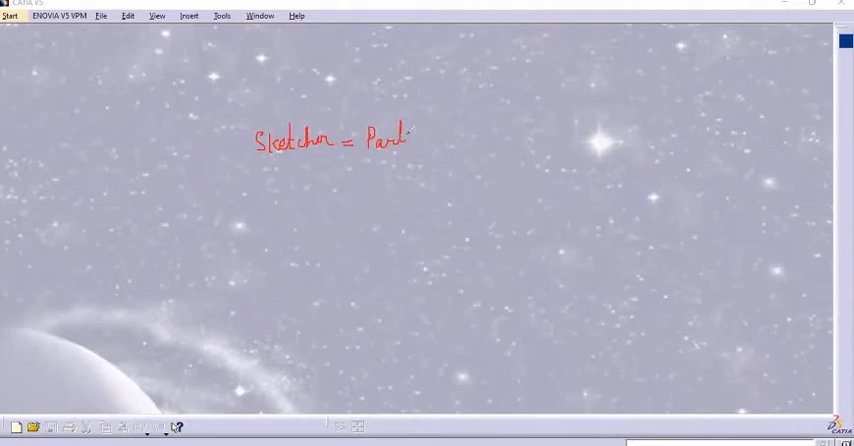 CATIA V5
Start ENOVIA V5 VPM File Edit View Insert Tools Window Help
Sketcher = Part
CATIA